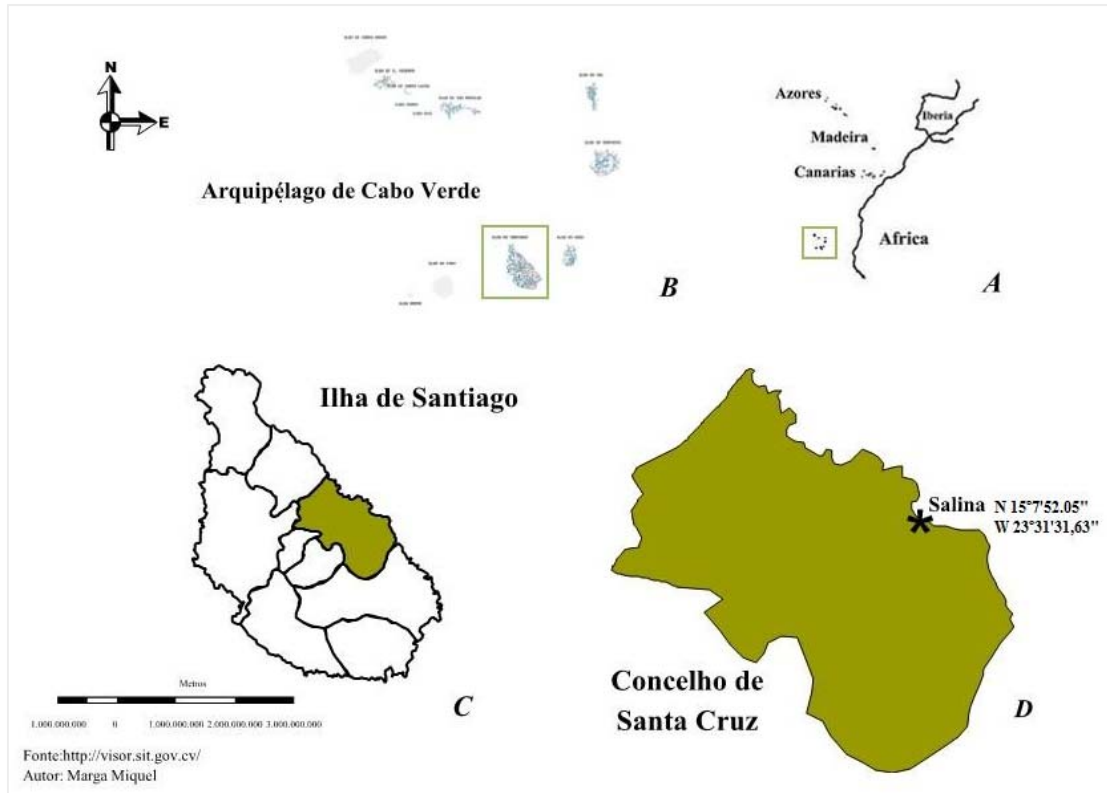 N
E
Arquipélago de Cabo Verde
B
Azores
Madeira
Canarias
Iberia
Africa
A
Ilha de Santiago
C
Metros
1.000.000.000 0 1.000.000.000 2.000.000.000 3.000.000.000
Salina N 15°7'52.05"
W 23°31'31,63"
Concelho de
Santa Cruz
D
Fonte:http://visor.sit.gov.cv/
Autor: Marga Miquel